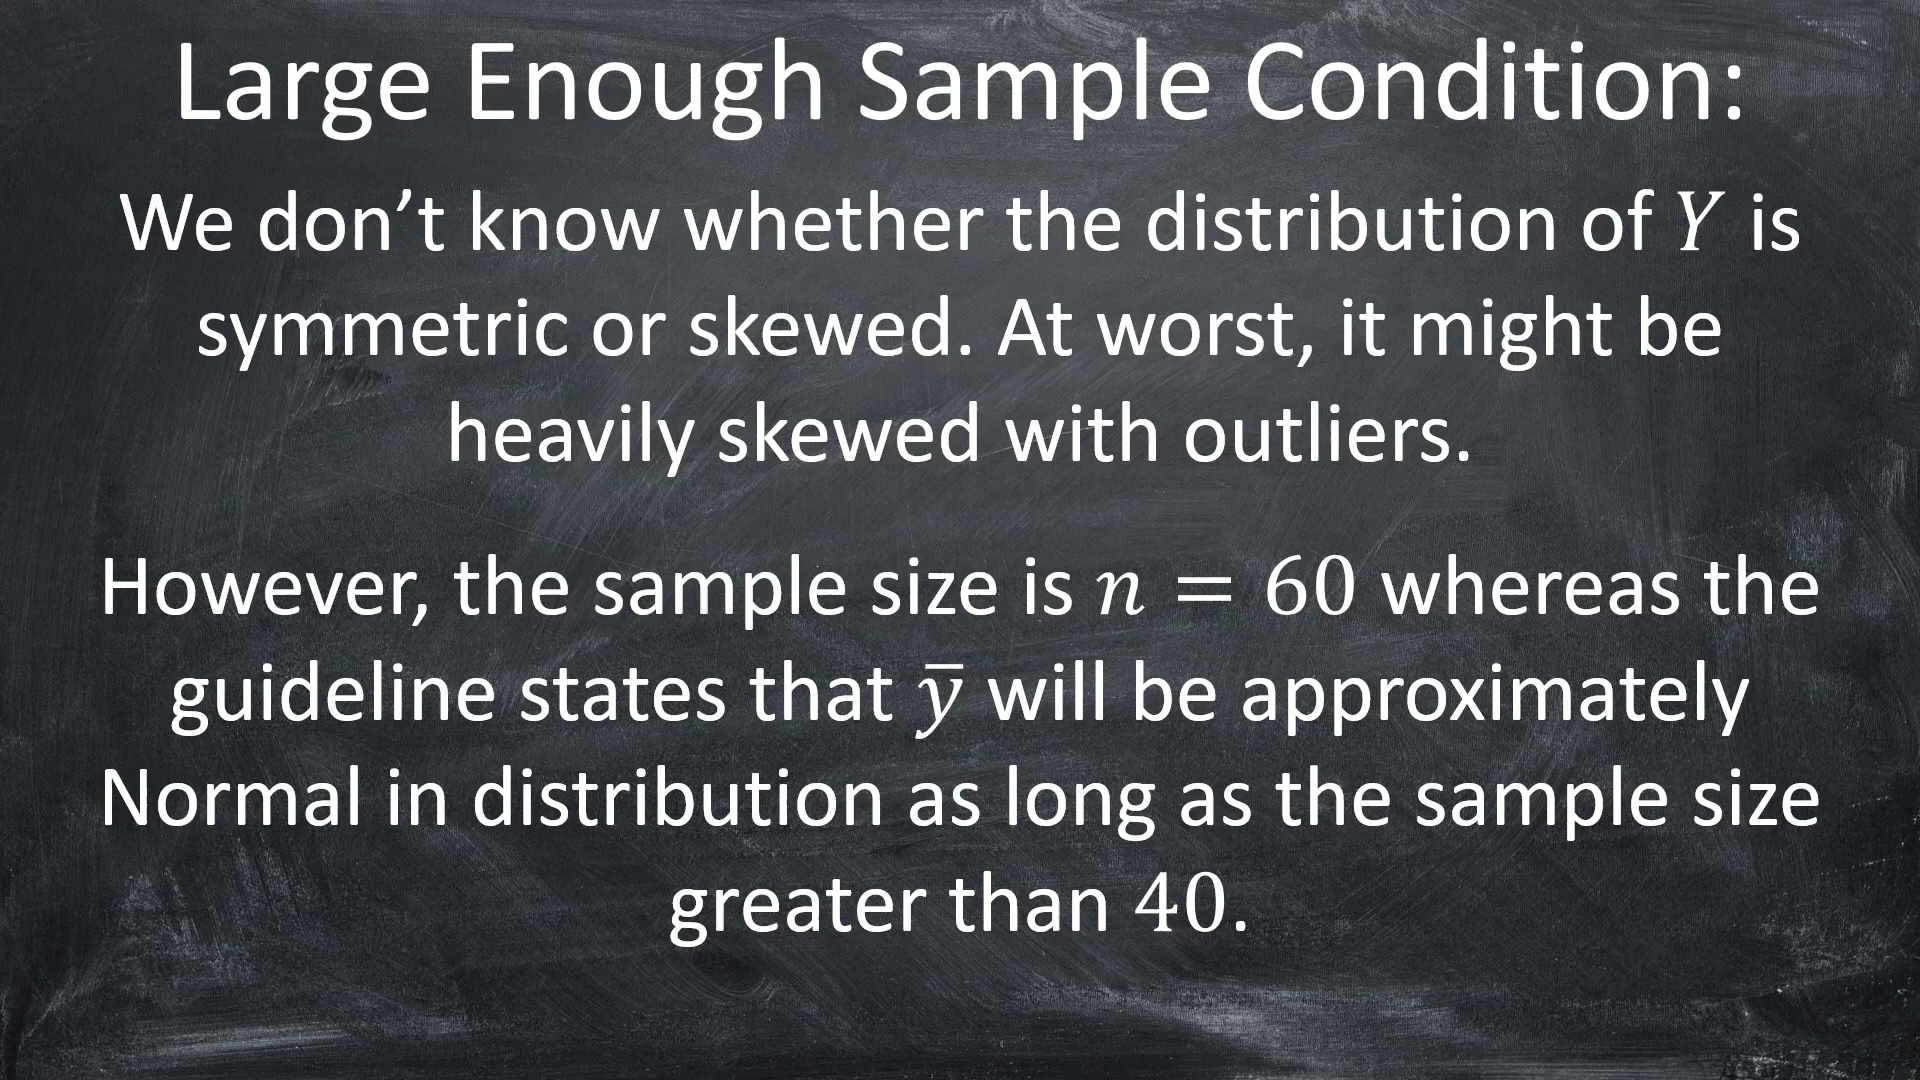 Large Enough Sample Condition:
We don’t know whether the distribution of Y is
symmetric or skewed. At worst, it might be
heavily skewed with outliers.
However, the sample size is n = 60 whereas the
guideline states that ȳ will be approximately
Normal in distribution as long as the sample size
greater than 40.